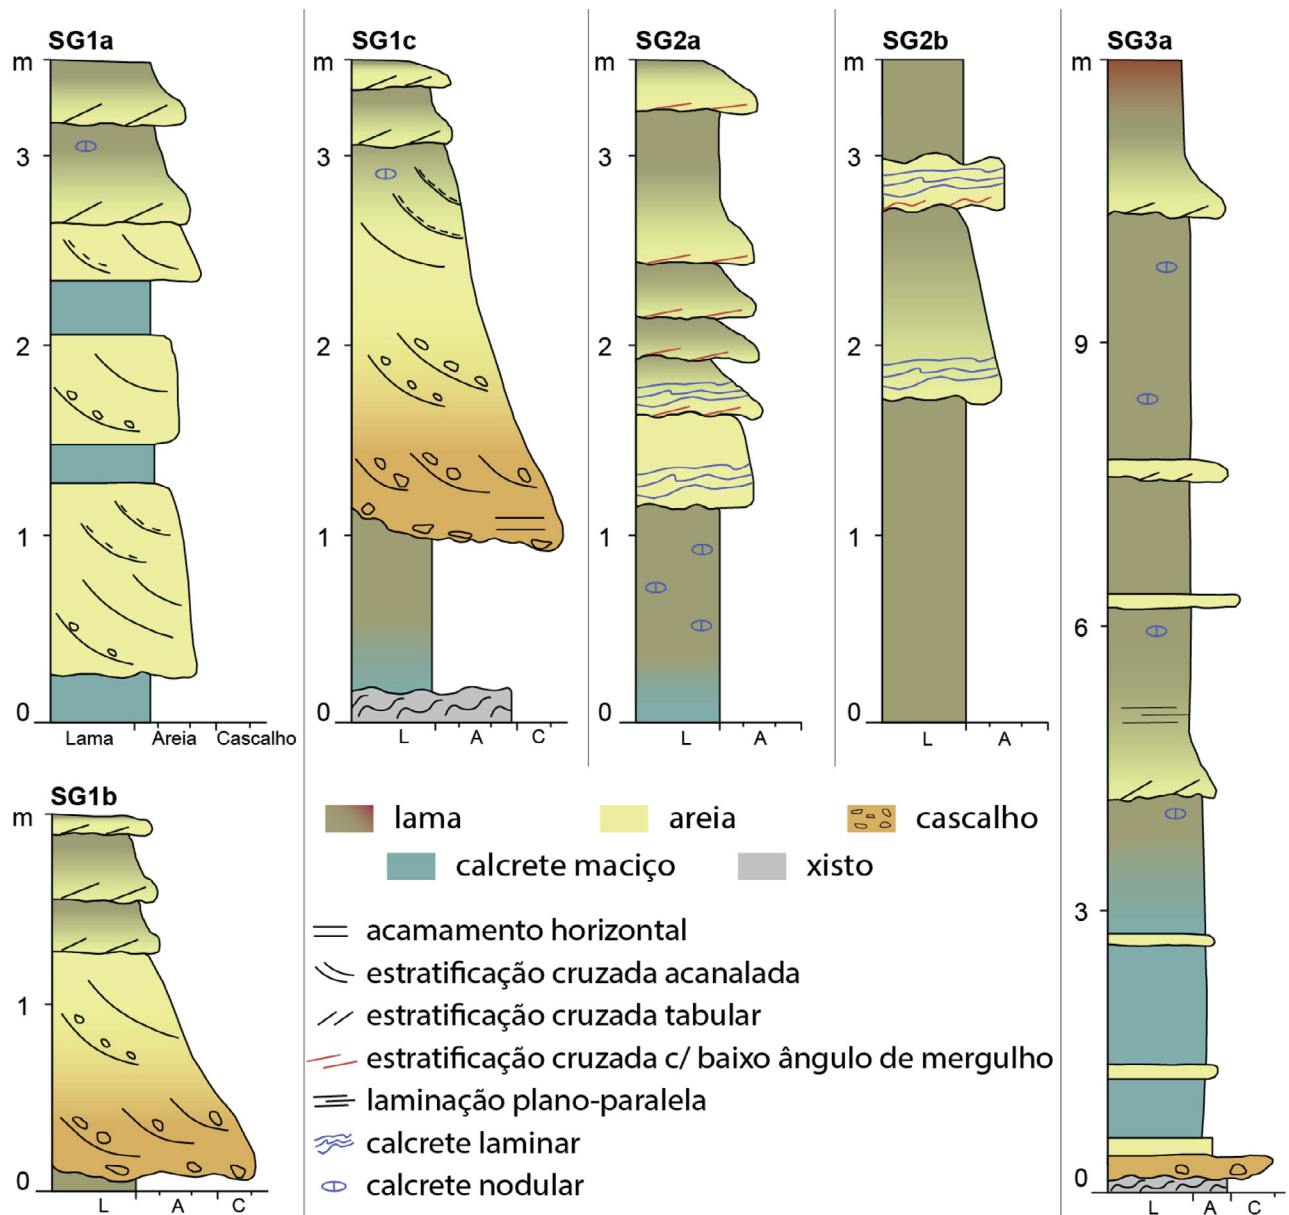 SG1a
m
3
2
1
0
Lama
Areia
Cascalho
SG1c
m
3
2
1
0
L
A
C
SG2a
m
3
2
1
0
L
A
SG2b
m
3
2
1
0
L
A
SG3a
m
9
6
3
0
L
A
C
SG1b
m
1
0
L
A
C
lama
areia
cascalho
calcrete maciço
xisto
acamamento horizontal
estratificação cruzada acanalada
estratificação cruzada tabular
estratificação cruzada c/ baixo ângulo de mergulho
laminação plano-paralela
calcrete laminar
calcrete nodular